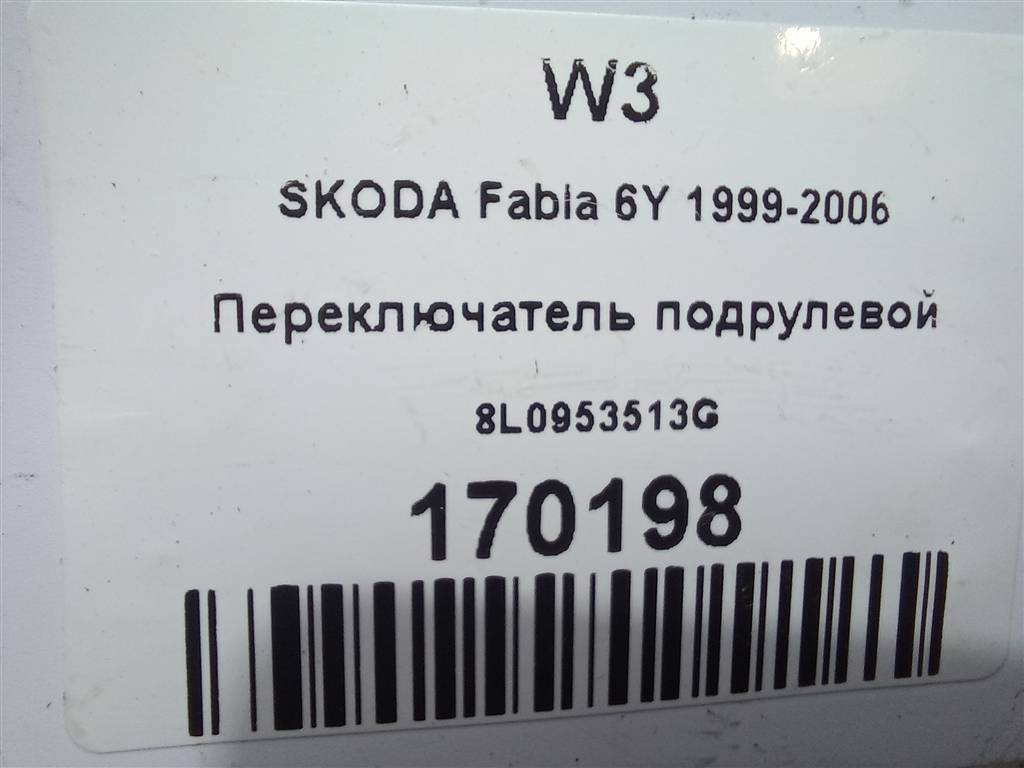 W3
SKODA Fabia 6Y 1999-2006
Переключатель подрулевой
8L0953513G
170198